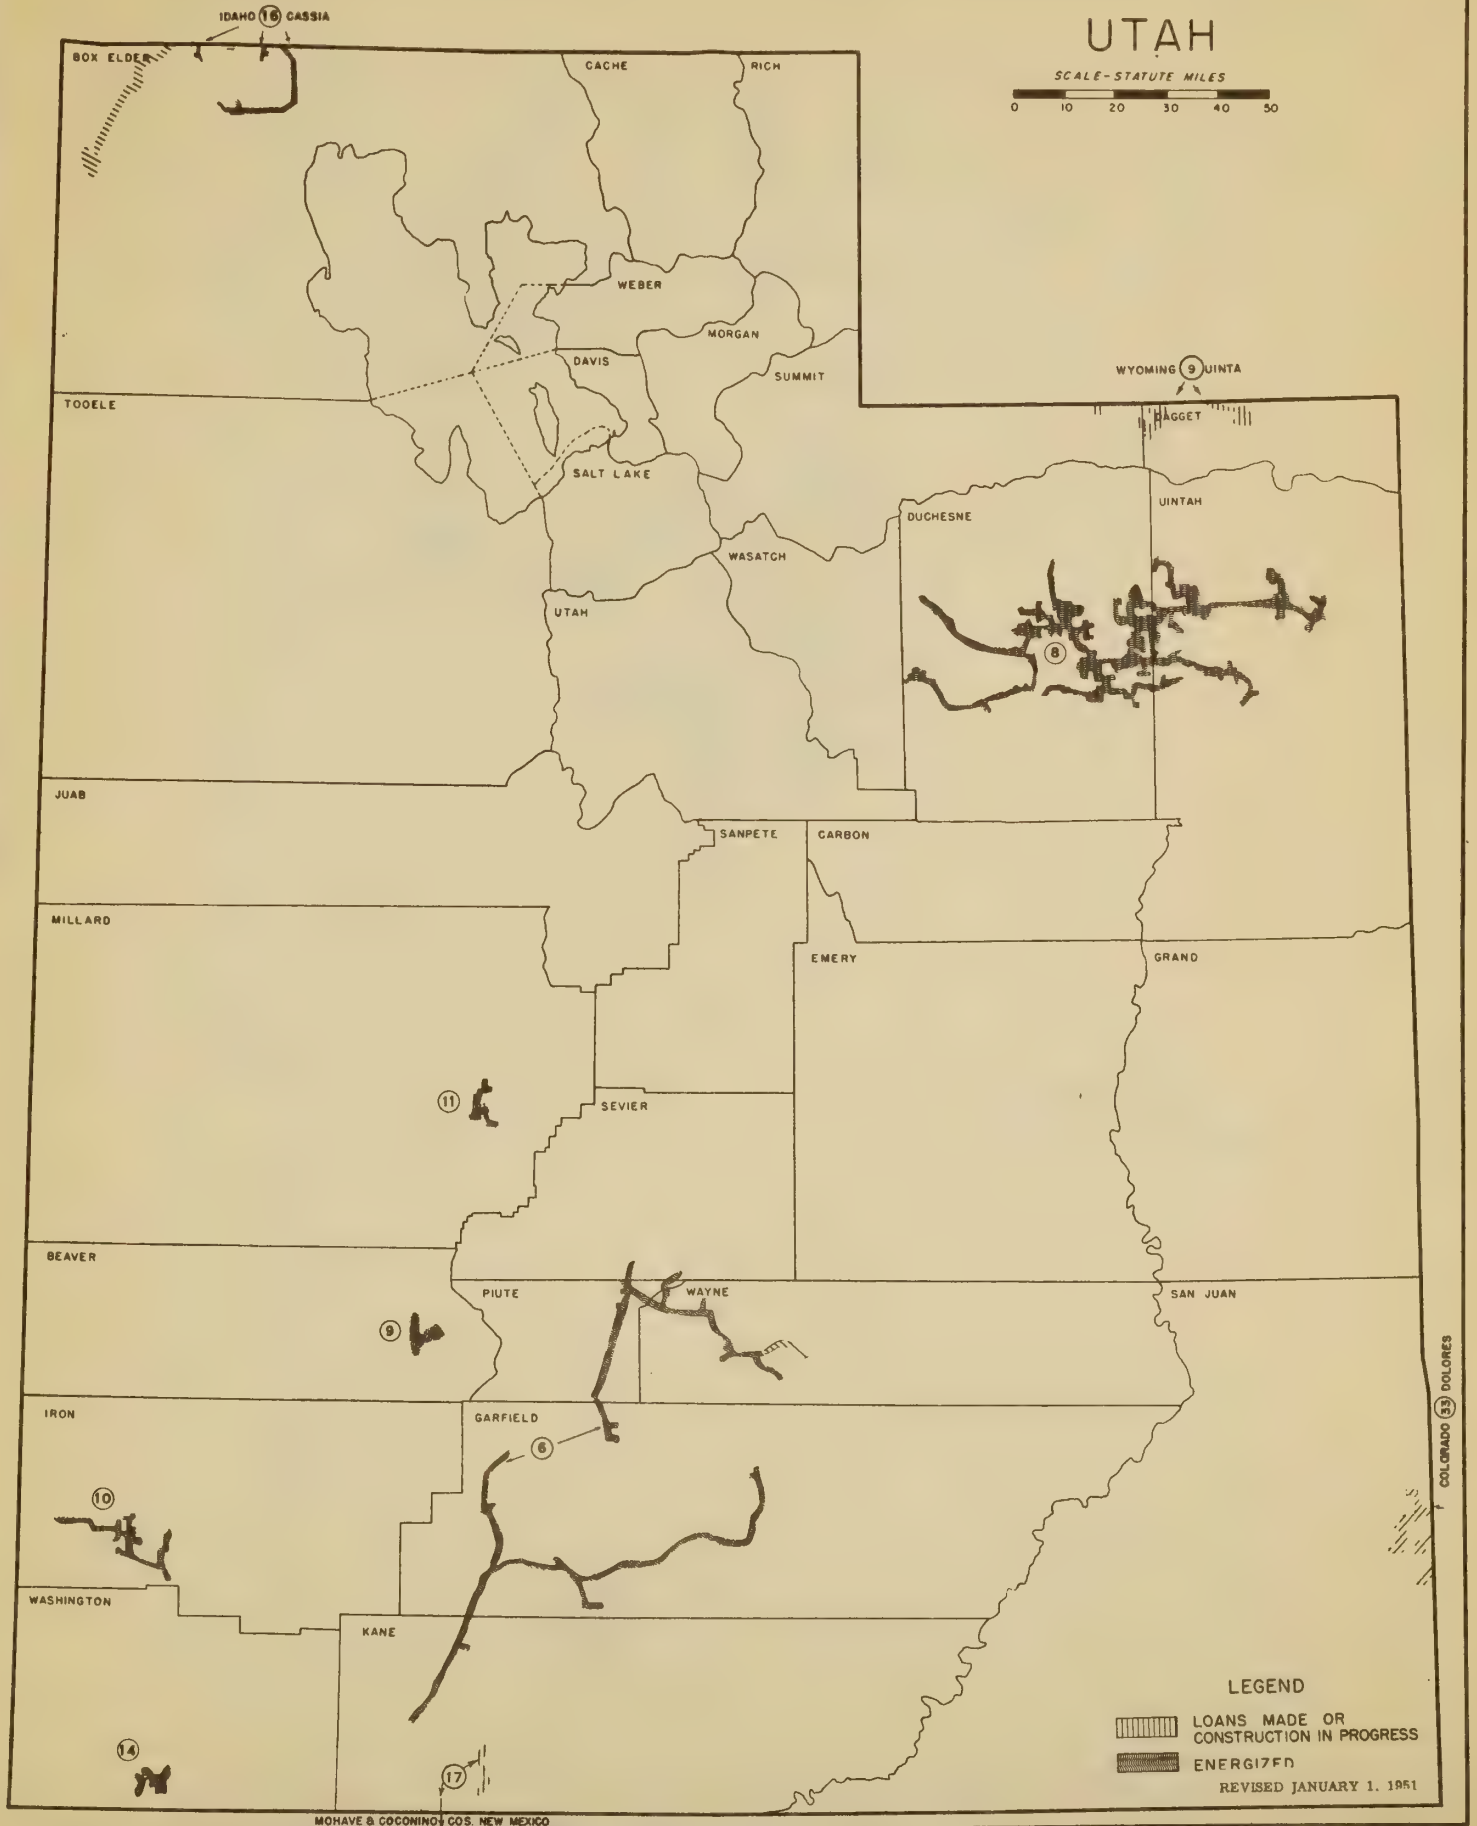 IDAHO 16 CASSIA
UTAH
SCALE-STATUTE MILES
0 10 20 30 40 50
BOX ELDER
CACHE
RICH
WEBER
MORGAN
DAVIS
SUMMIT
WYOMING 9 UINTA
DAGGET
TOOELE
SALT LAKE
UINTAH
DUCHESNE
WASATCH
UTAH
8
JUAB
SANPETE
CARBON
MILLARD
EMERY
GRAND
11
SEVIER
BEAVER
PIUTE
WAYNE
SAN JUAN
9
COLORADO 33 DOLORES
IRON
GARFIELD
6
10
WASHINGTON
KANE
LEGEND
LOANS MADE OR
CONSTRUCTION IN PROGRESS
ENERGIZED
REVISED JANUARY 1, 1951
14
17
MOHAVE & COCONINO COS. NEW MEXICO